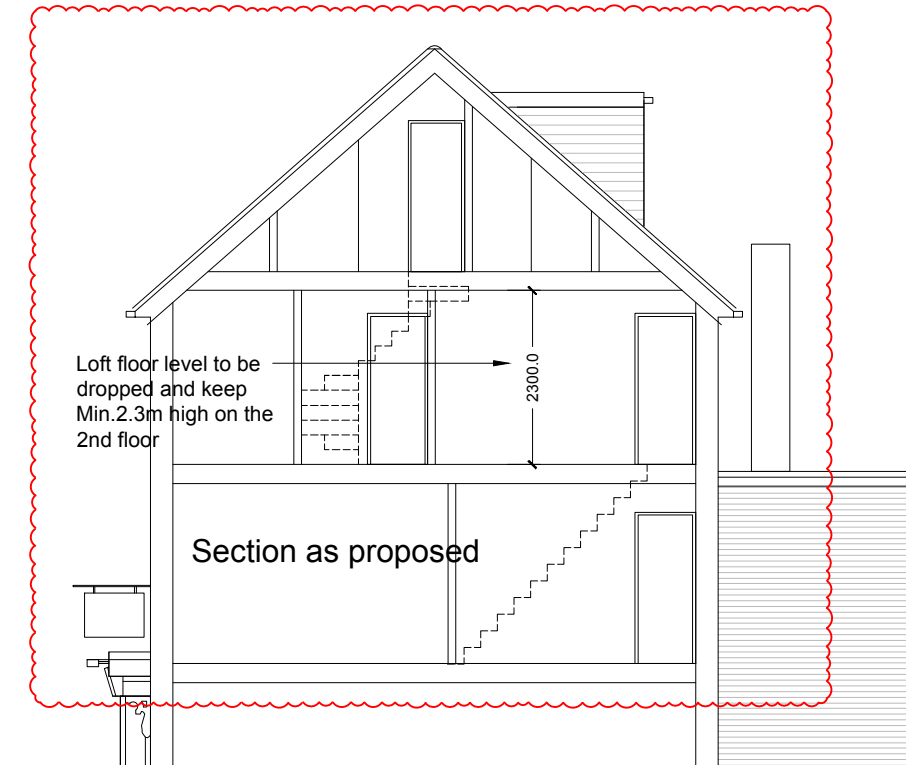 Loft floor level to be
dropped and keep
Min.2.3m high on the
2nd floor
2300.0
Section as proposed